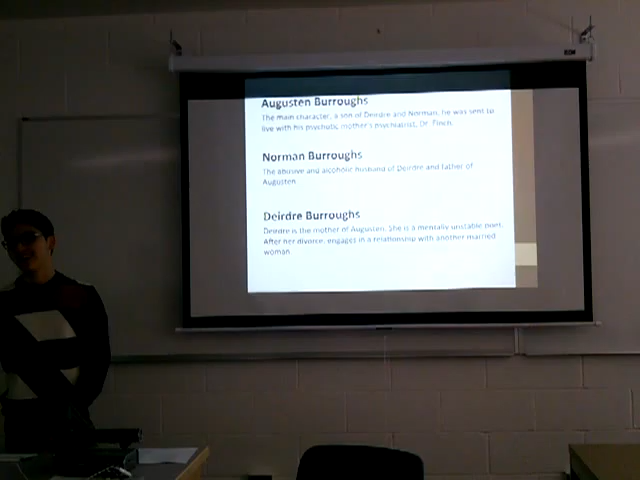 Augusten Burroughs
The main character, a son of Deirdre and Norman, he was sent to
live with his psychotic mother's psychiatrist, Dr. Finch.
Norman Burroughs
The abusive and alcoholic husband of Deirdre and father of
Augusten
Deirdre Burroughs
Deirdre is the mother of Augusten. She is a mentally unstable poet.
After her divorce, engages in a relationship with another married
woman.